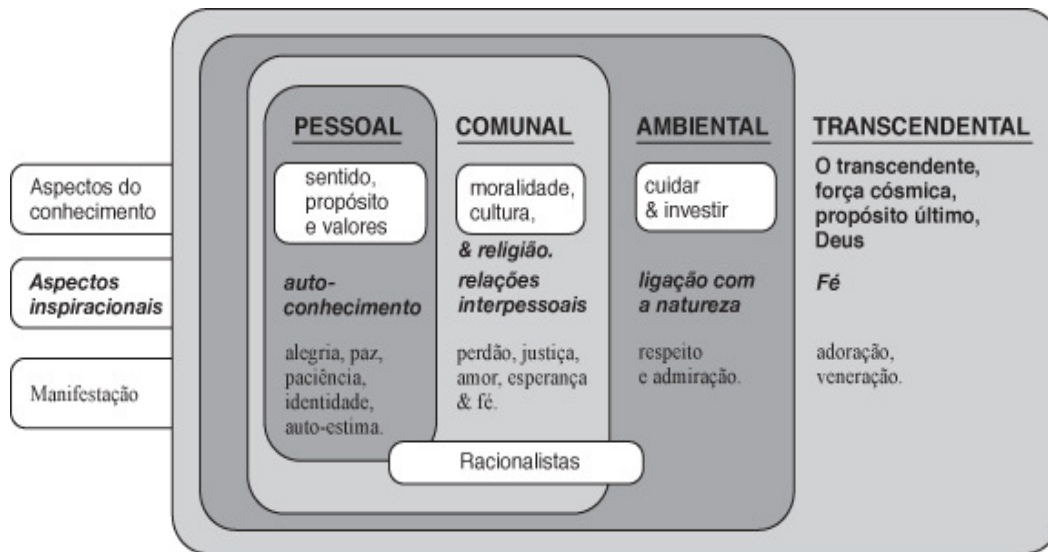 PESSOAL
COMUNAL
AMBIENTAL
TRANSCENDENTAL
Aspectos do
conhecimento
sentido,
propósito
e valores
moralidade,
cultura,
& religião.
cuidar
& investir
O transcendente,
força cósmica,
propósito último,
Deus
Aspectos
inspiracionais
auto-
conhecimento
relações
interpessoais
ligação com
a natureza
Fé
Manifestação
alegria, paz,
paciência,
identidade,
auto-estima.
perdão, justiça,
amor, esperança
& fé.
respeito
e admiração.
adoração,
veneração.
Racionalistas